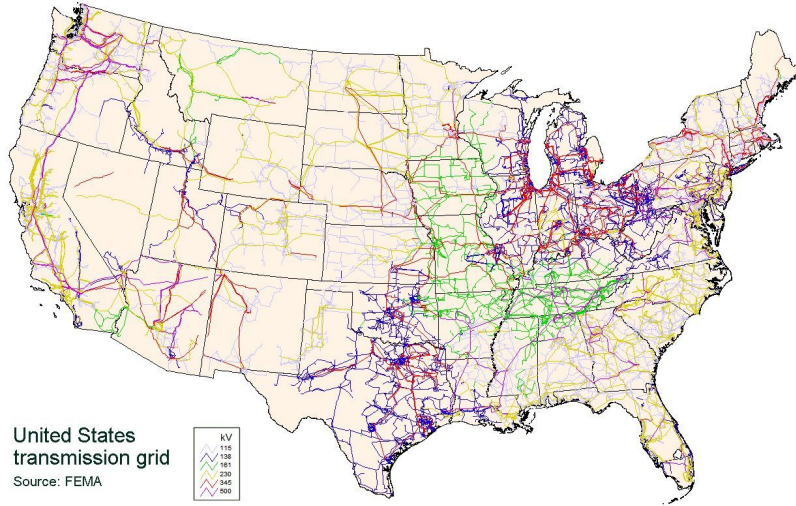 United States
transmission grid
Source: FEMA
kV
115
138
161
230
345
500